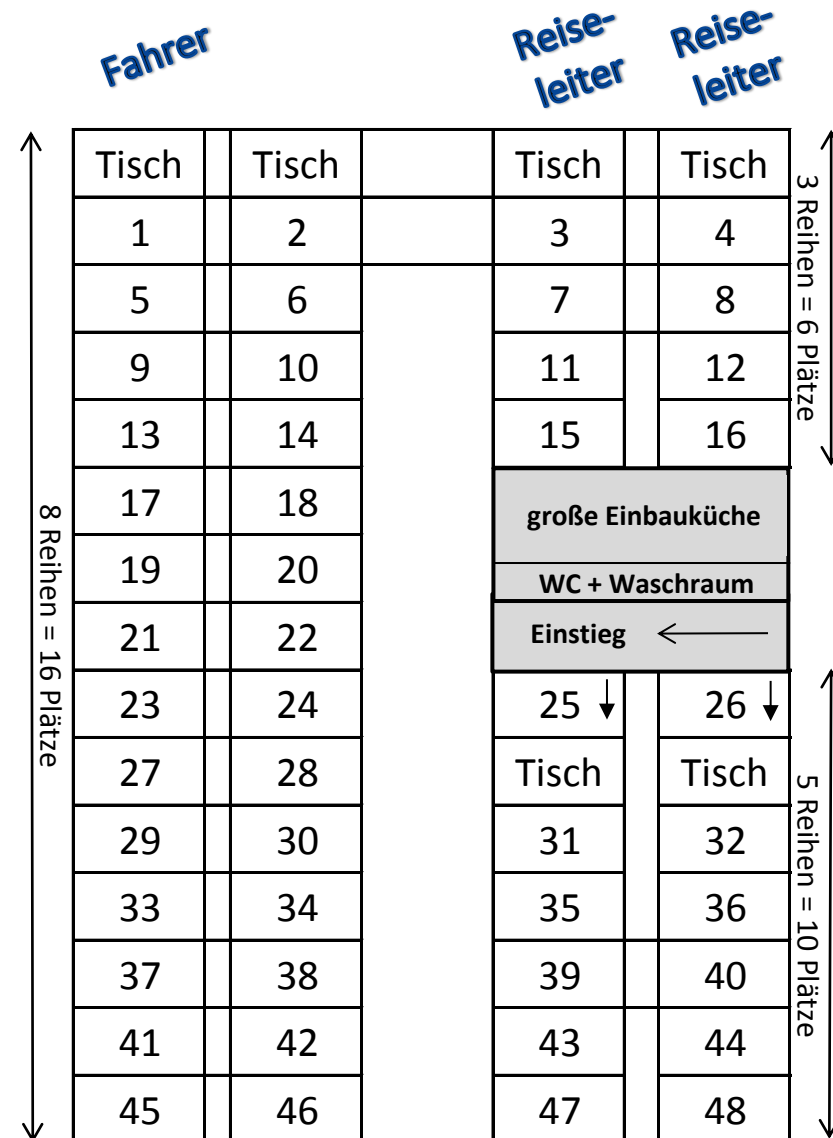 Fahrer Reise- Reise-
leiter leiter
Tisch Tisch Tisch Tisch
1 2 3 4
5 6 7 8
9 10 11 12
13 14 15 16
3 Reihen = 6 Plätze
17 18 große Einbauküche
19 20 WC + Waschraum
21 22 Einstieg
8 Reihen = 16 Plätze
23 24 25 26
27 28 Tisch Tisch
29 30 31 32
33 34 35 36
37 38 39 40
41 42 43 44
45 46 47 48
5 Reihen = 10 Plätze